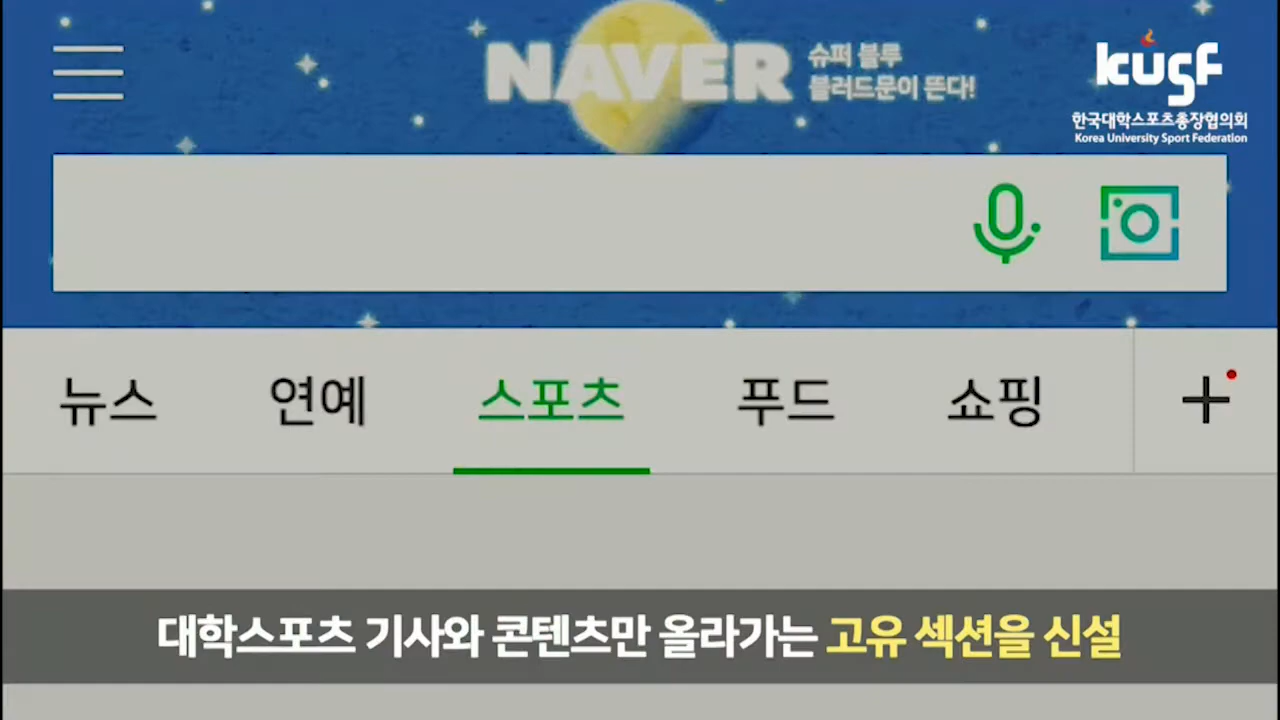 NAVER
슈퍼 블루
블러드문이 뜬다!
kusf
한국대학스포츠총장협의회
Korea University Sport Federation
뉴스 연예 스포츠 푸드 쇼핑
대학스포츠 기사와 콘텐츠만 올라가는 고유 섹션을 신설